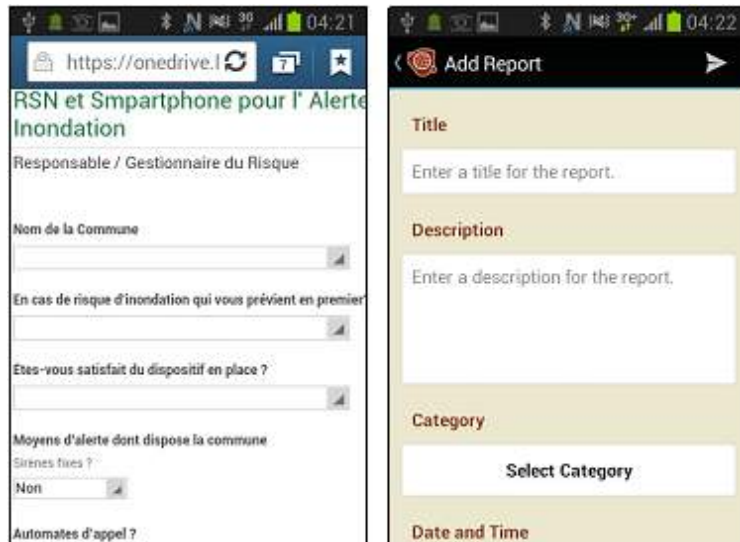 04:21
https://onedrive.l
7
RSN et Smpartphone pour l' Alerte
Inondation
Responsable / Gestionnaire du Risque
Nom de la Commune
En cas de risque d'inondation qui vous prévient en premier
Etes-vous satisfait du dispositif en place ?
Moyens d'alerte dont dispose la commune
Sirènes fixes ?
Non
Automates d'appel ?
04:22
Add Report
Title
Enter a title for the report.
Description
Enter a description for the report.
Category
Select Category
Date and Time